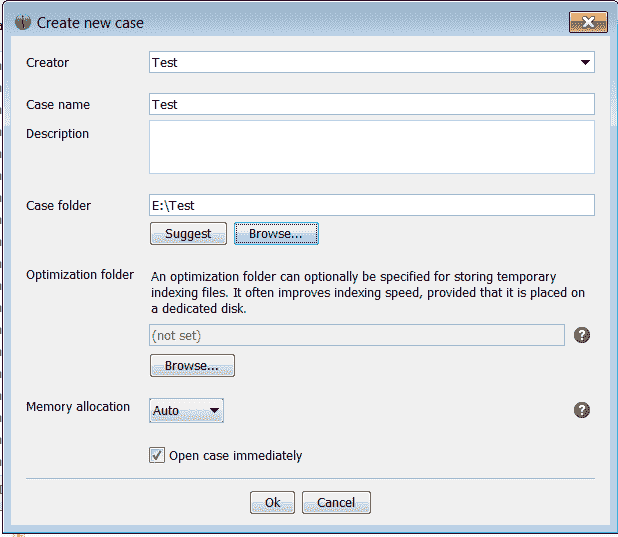 Create new case
Creator Test
Case name Test
Description
Case folder E:\Test
Suggest Browse...
Optimization folder An optimization folder can optionally be specified for storing temporary
indexing files. It often improves indexing speed, provided that it is placed on
a dedicated disk.
(not set) ?
Browse...
Memory allocation Auto ?
Open case immediately
Ok Cancel